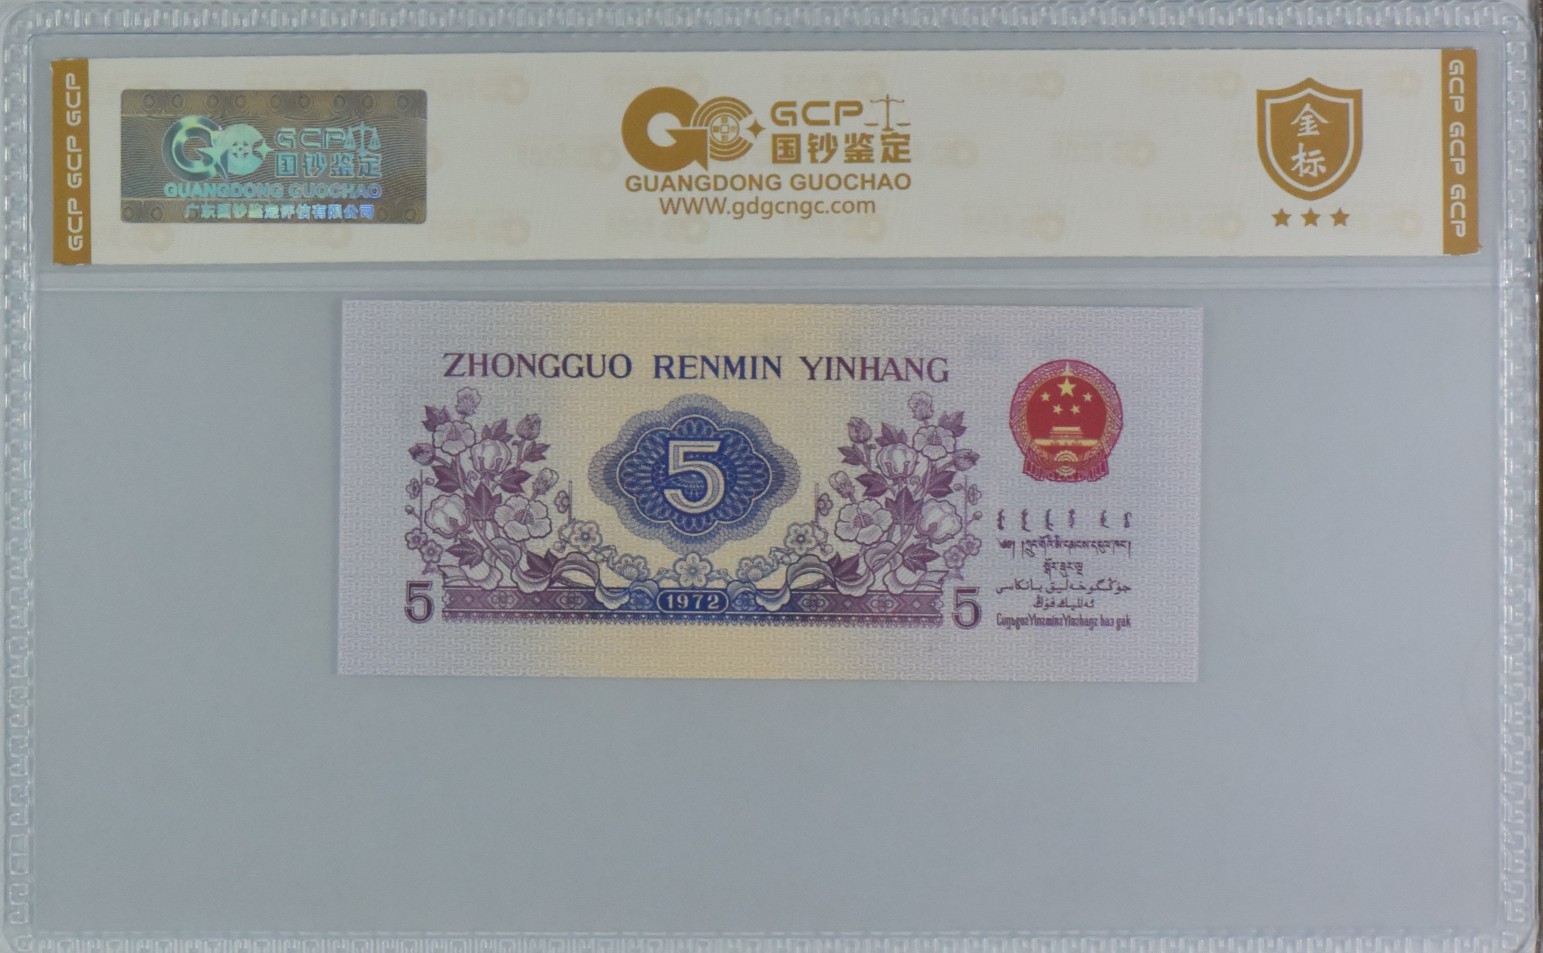 GCP GCP GCP
GCP
国钞鉴定
GUANGDONG GUOCHAO
广东国钞鉴定评估有限公司
GCP
国钞鉴定
GUANGDONG GUOCHAO
WWW.gdgcngc.com
金标
GCP GCP GCP
ZHONGGUO RENMIN YINHANG
5
1972
5
5
جۇڭگوخەلىق بانكاسى